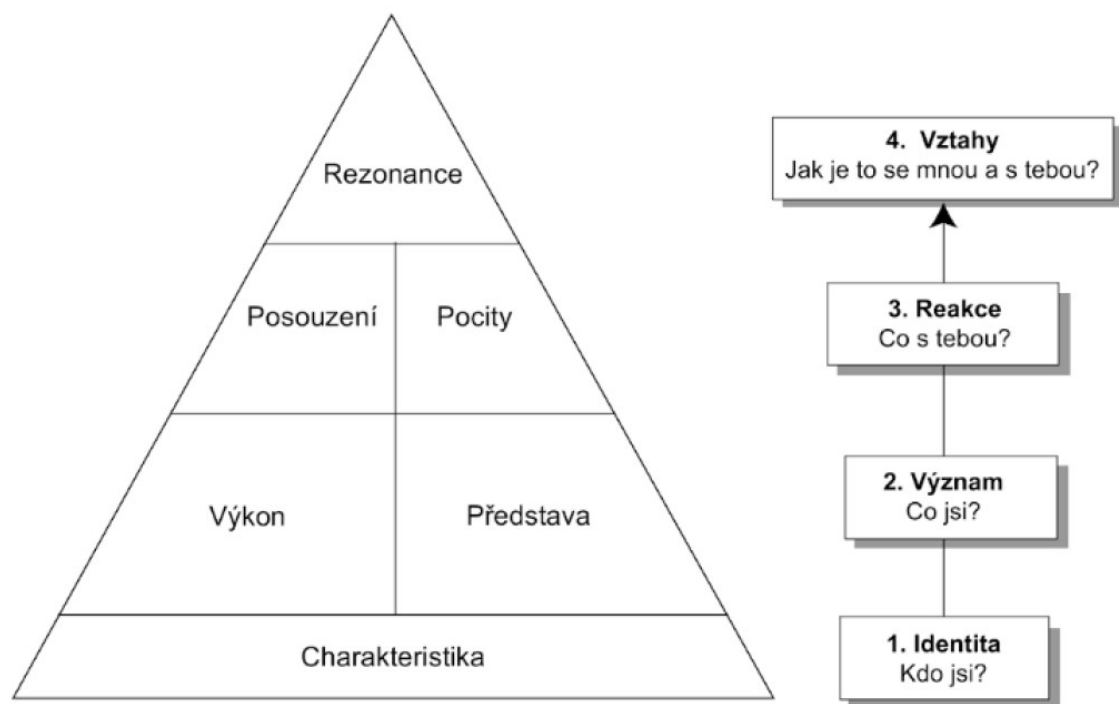 Rezonance
Posouzení
Pocity
Výkon
Představa
Charakteristika
4. Vztahy
Jak je to se mnou a s tebou?
3. Reakce
Co s tebou?
2. Význam
Co jsi?
1. Identita
Kdo jsi?